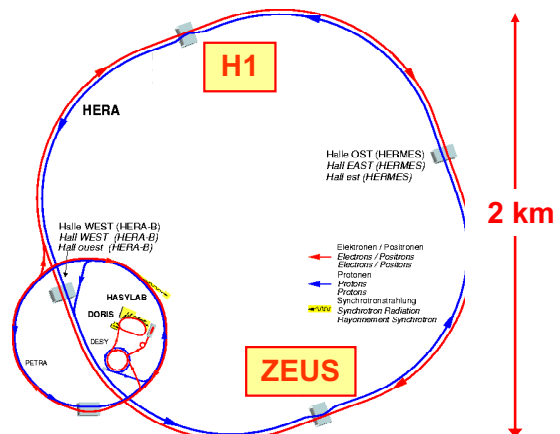 H1
HERA
Halle OST (HERMES)
Hall EAST (HERMES)
Hall est (HERMES)
2 km
Halle WEST (HERA-B)
Hall WEST (HERA-B)
Hall ouest (HERA-B)
Elektronen / Positronen
Electrons / Positrons
Electrons / Positons
Protonen
Protons
Protons
Synchrotronstrahlung
Synchrotron Radiation
Rayonnement Synchrotron
HASYLAB
DORIS
DESY
PETRA
ZEUS